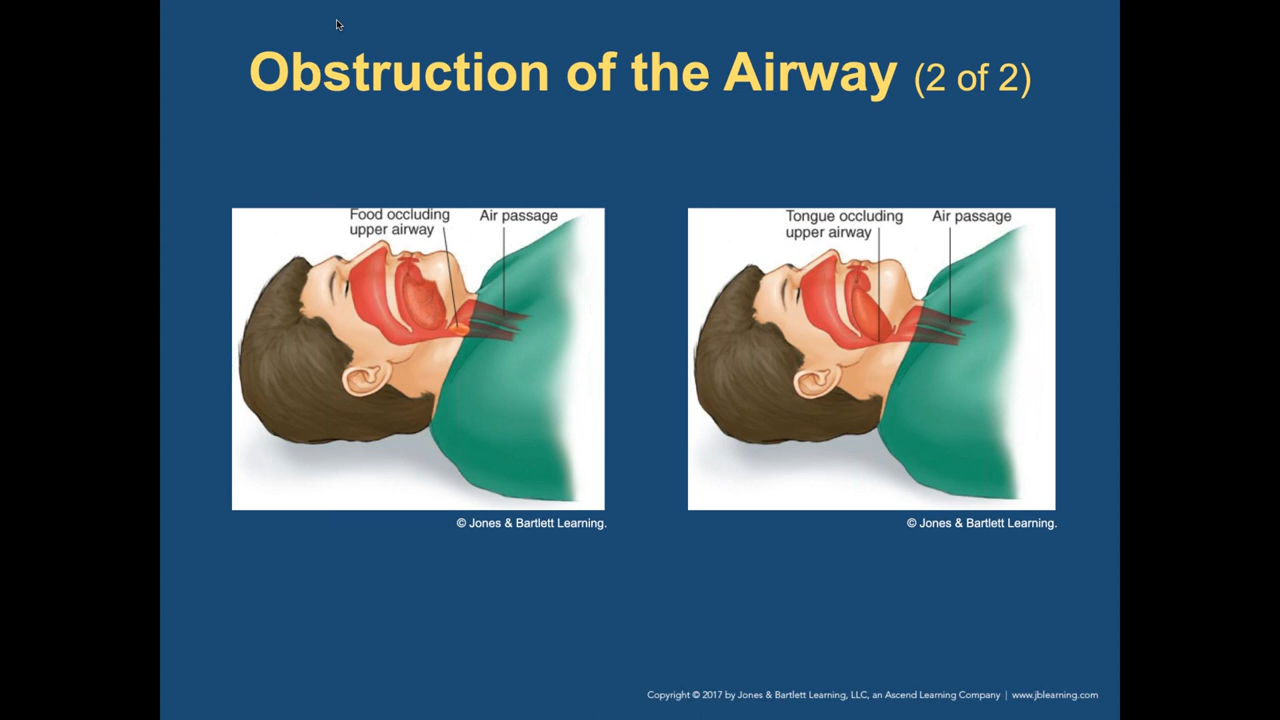 Obstruction of the Airway (2 of 2)
Food occluding
upper airway
Air passage
Tongue occluding
upper airway
Air passage
© Jones & Bartlett Learning.
© Jones & Bartlett Learning.
Copyright © 2017 by Jones & Bartlett Learning, LLC, an Ascend Learning Company | www.jblearning.com